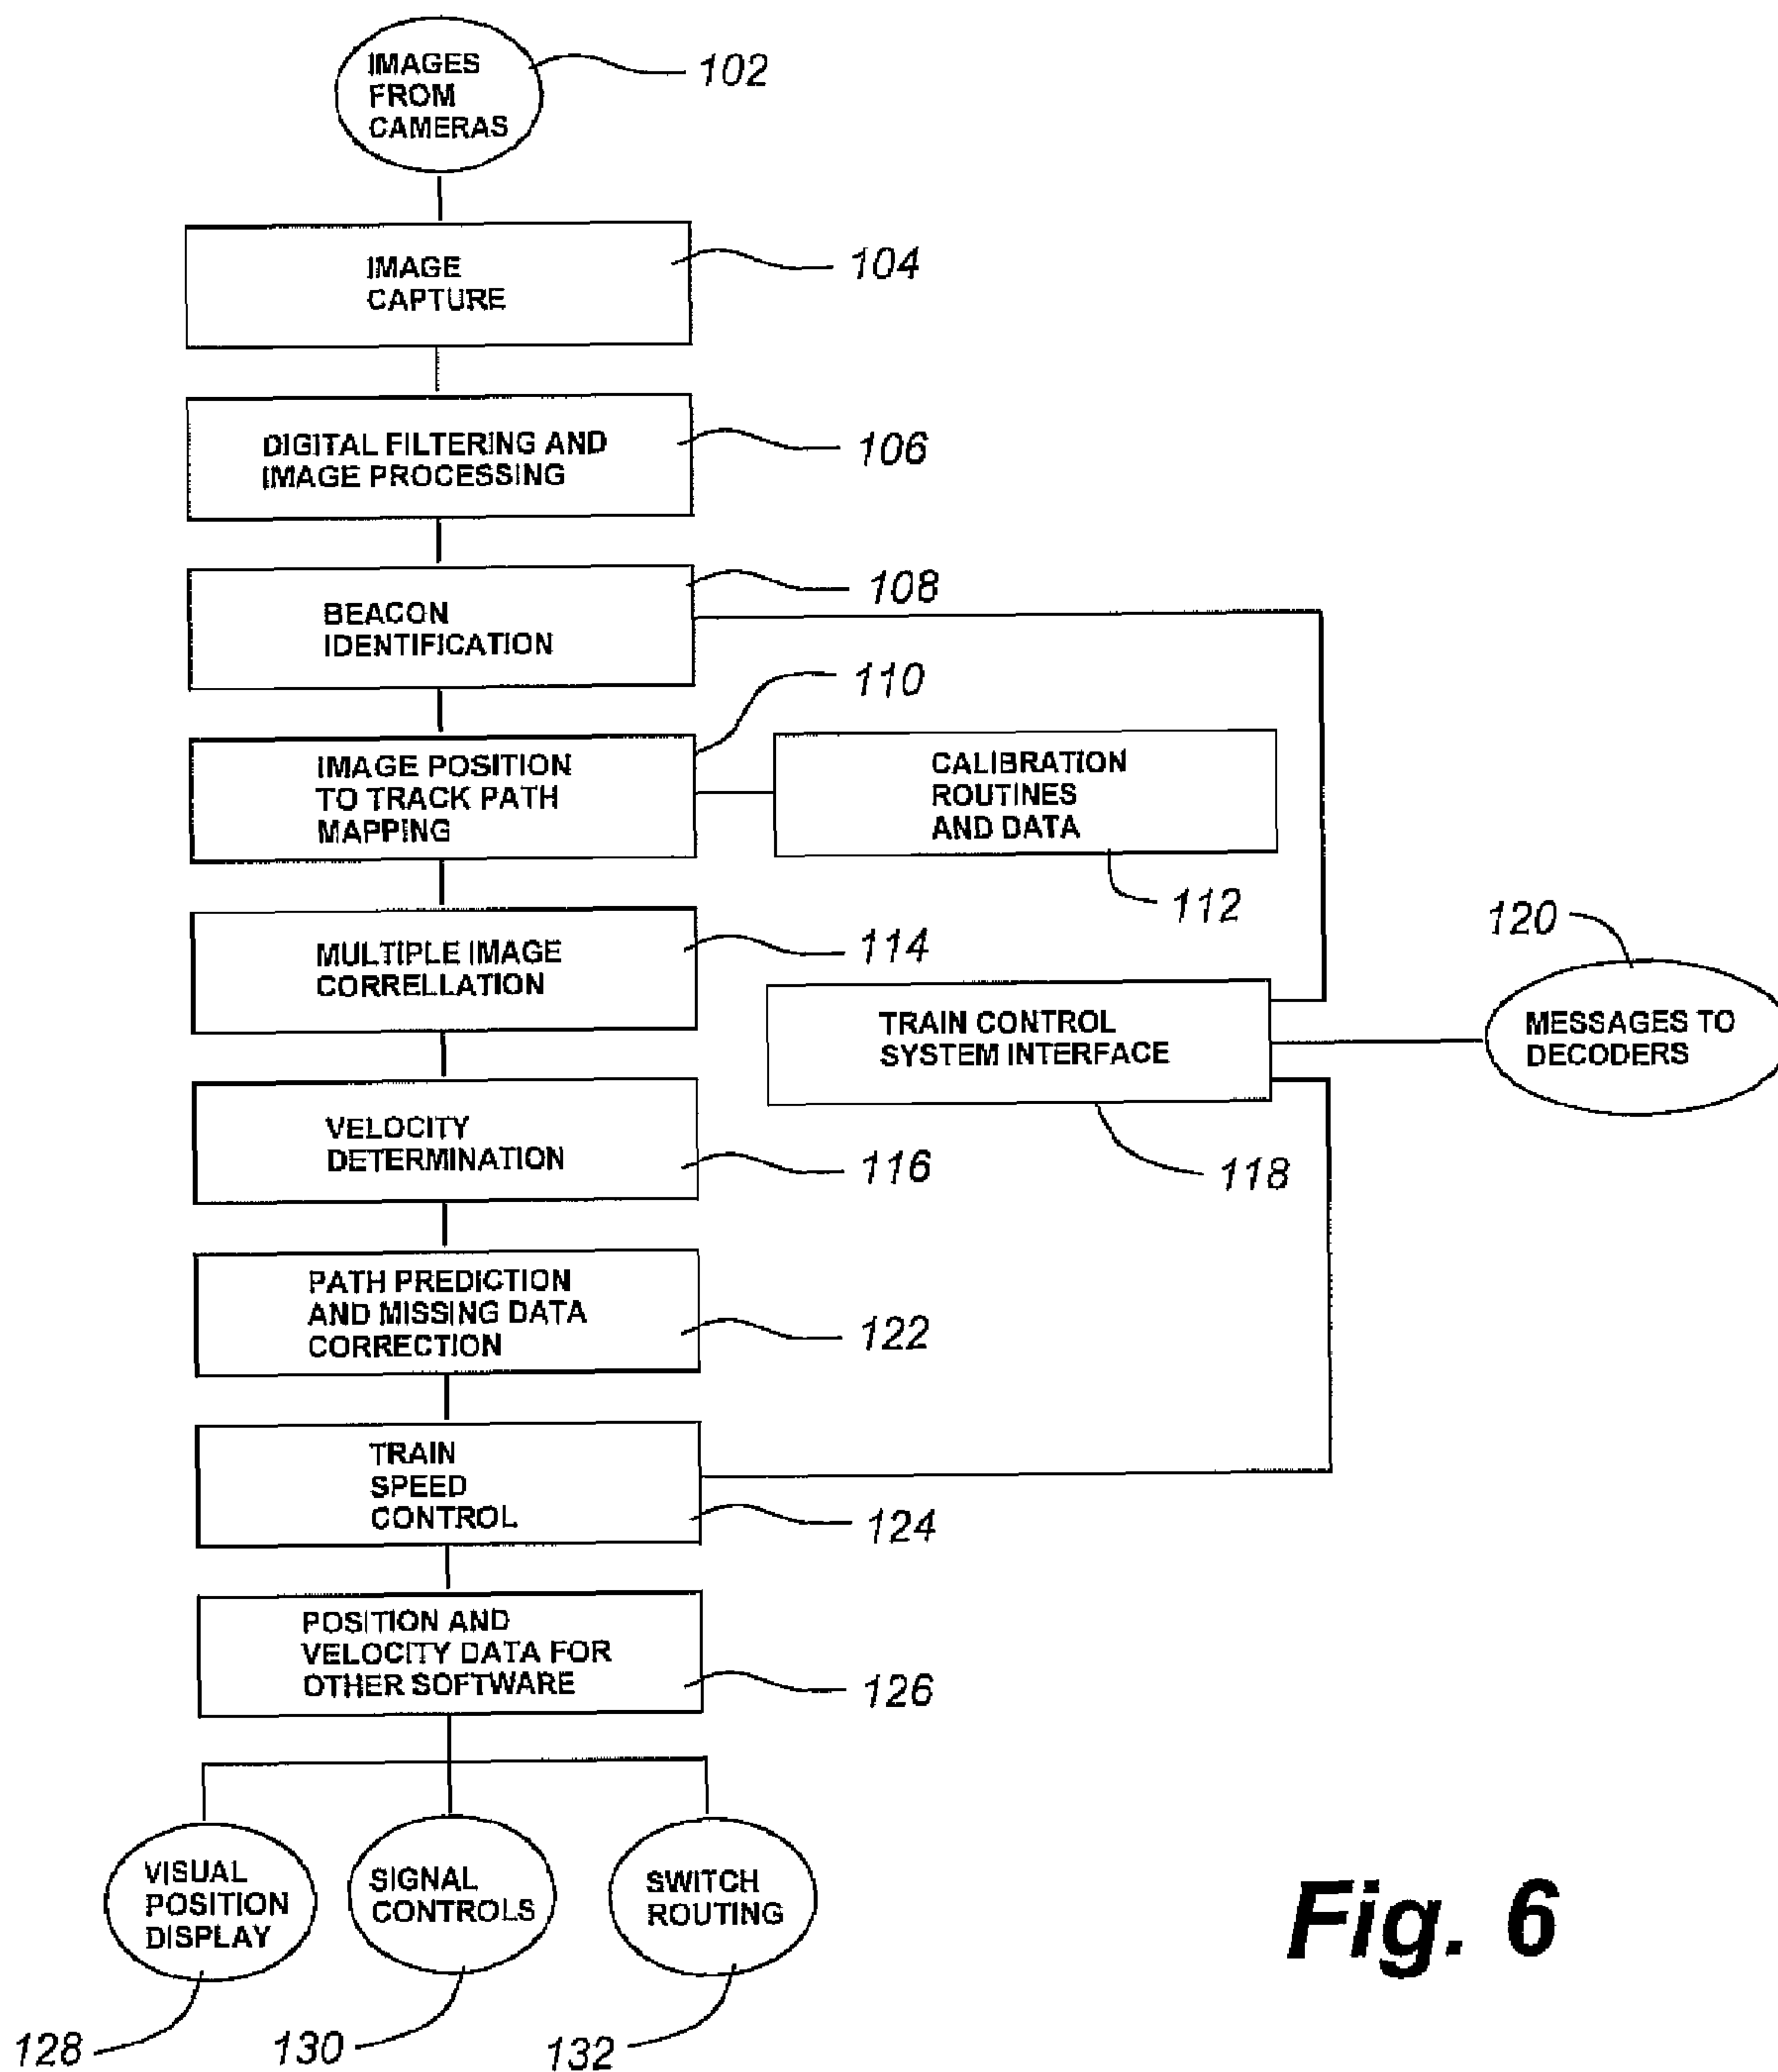 IMAGES
FROM
CAMERAS
102
IMAGE
CAPTURE
104
DIGITAL FILTERING AND
IMAGE PROCESSING
106
BEACON
IDENTIFICATION
108
IMAGE POSITION
TO TRACK PATH
MAPPING
110
CALIBRATION
ROUTINES
AND DATA
112
MULTIPLE IMAGE
CORRELLATION
114
TRAIN CONTROL
SYSTEM INTERFACE
118
120
MESSAGES TO
DECODERS
VELOCITY
DETERMINATION
116
PATH PREDICTION
AND MISSING DATA
CORRECTION
122
TRAIN
SPEED
CONTROL
124
POSITION AND
VELOCITY DATA FOR
OTHER SOFTWARE
126
VISUAL
POSITION
DISPLAY
128
SIGNAL
CONTROLS
130
SWITCH
ROUTING
132
Fig. 6